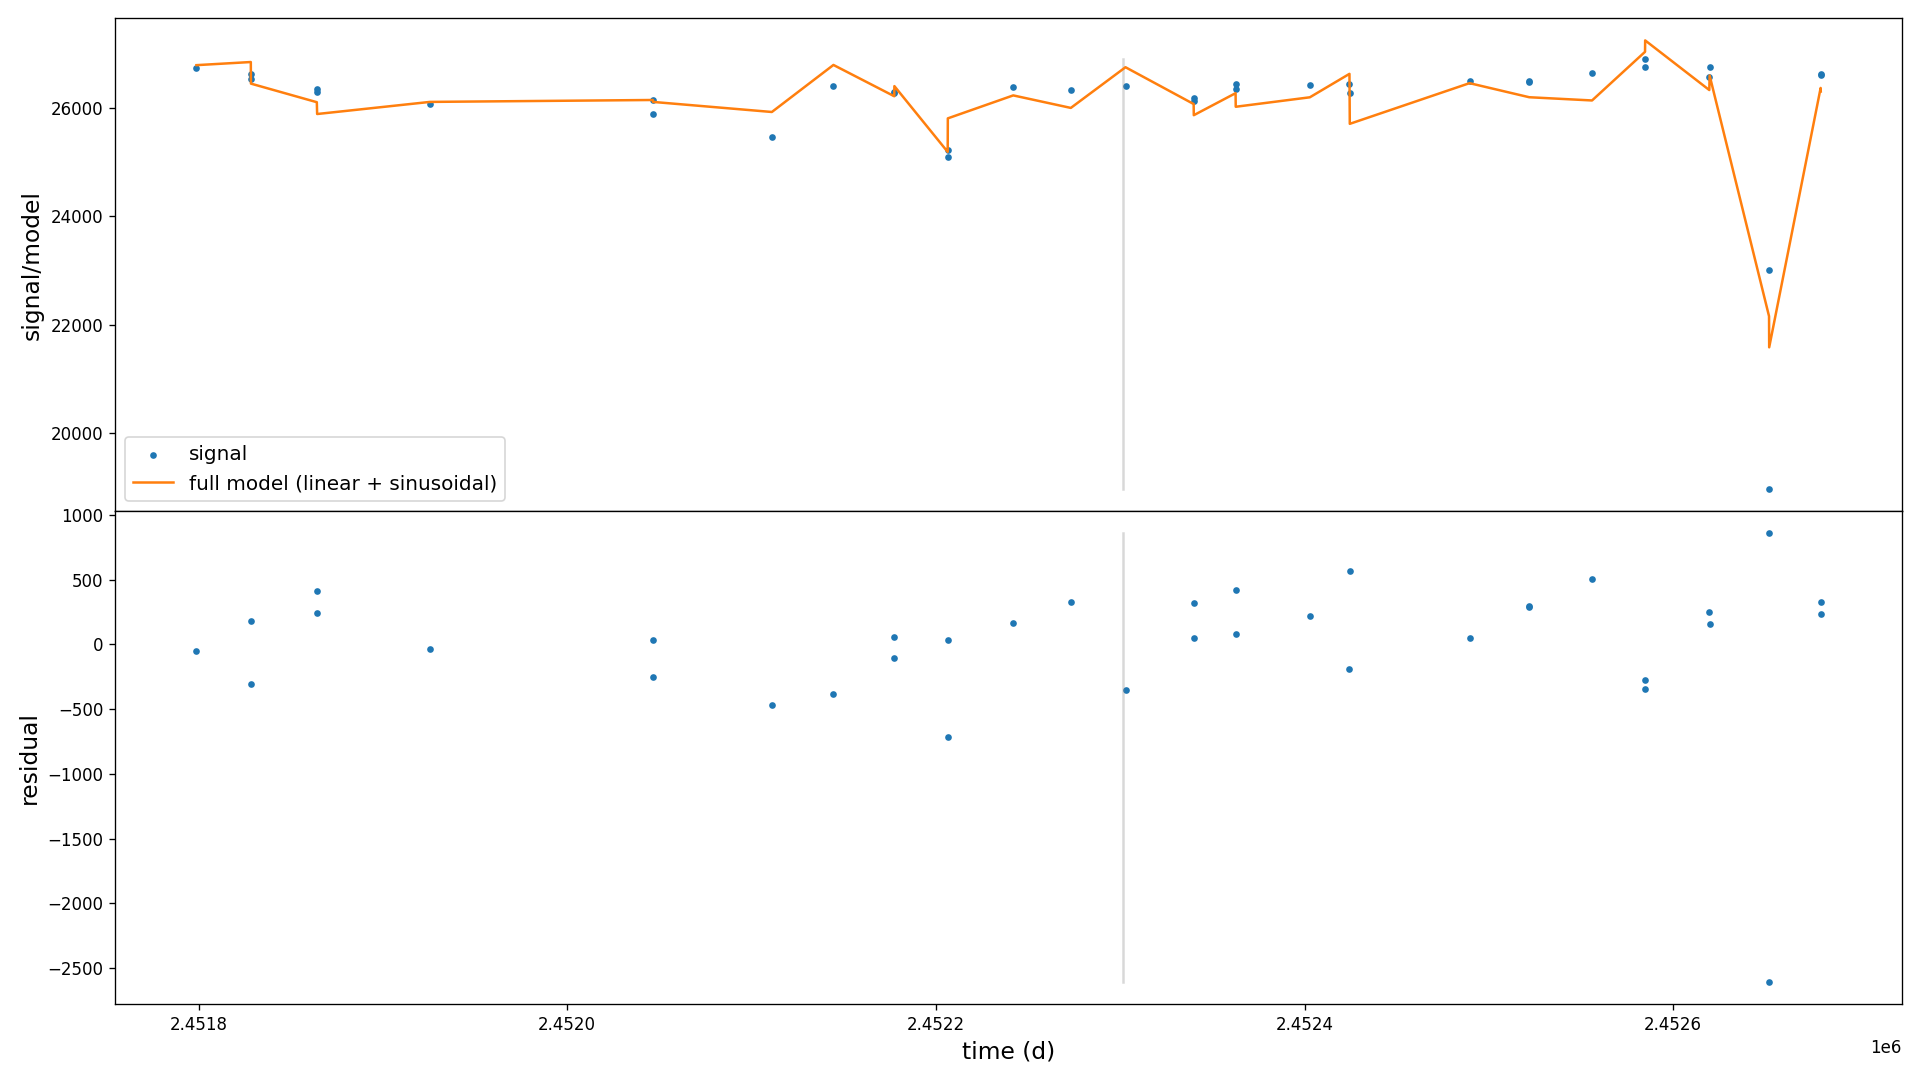 signal/model
26000
24000
22000
20000
signal
full model (linear + sinusoidal)
residual
1000
500
0
−500
−1000
−1500
−2000
−2500
2.4518
2.4520
2.4522
2.4524
2.4526
time (d)
1e6